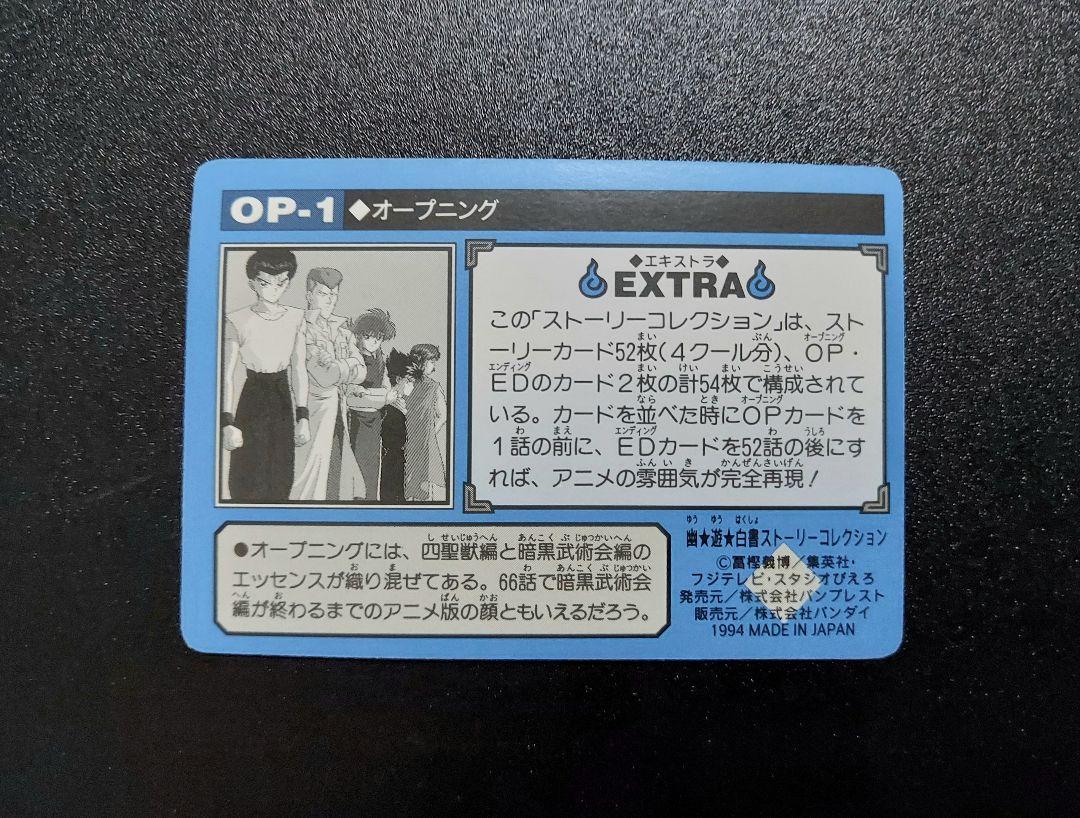 OP-1 ◆オープニング
◆エキストラ◆
EXTRA
この「ストーリーコレクション」は、スト
ーリーカード52枚(4クール分)、OP・
EDのカード2枚の計54枚で構成されて
いる。カードを並べた時にOPカードを
1話の前に、EDカードを52話の後にす
れば、アニメの雰囲気が完全再現!
●オープニングには、四聖獣編と暗黒武術会編の
エッセンスが織り混ぜてある。66話で暗黒武術会
編が終わるまでのアニメ版の顔ともいえるだろう。
幽★遊★白書ストーリーコレクション
©冨樫義博/集英社・
フジテレビ・スタジオぴえろ
発売元/株式会社バンプレスト
販売元/株式会社バンダイ
1994 MADE IN JAPAN